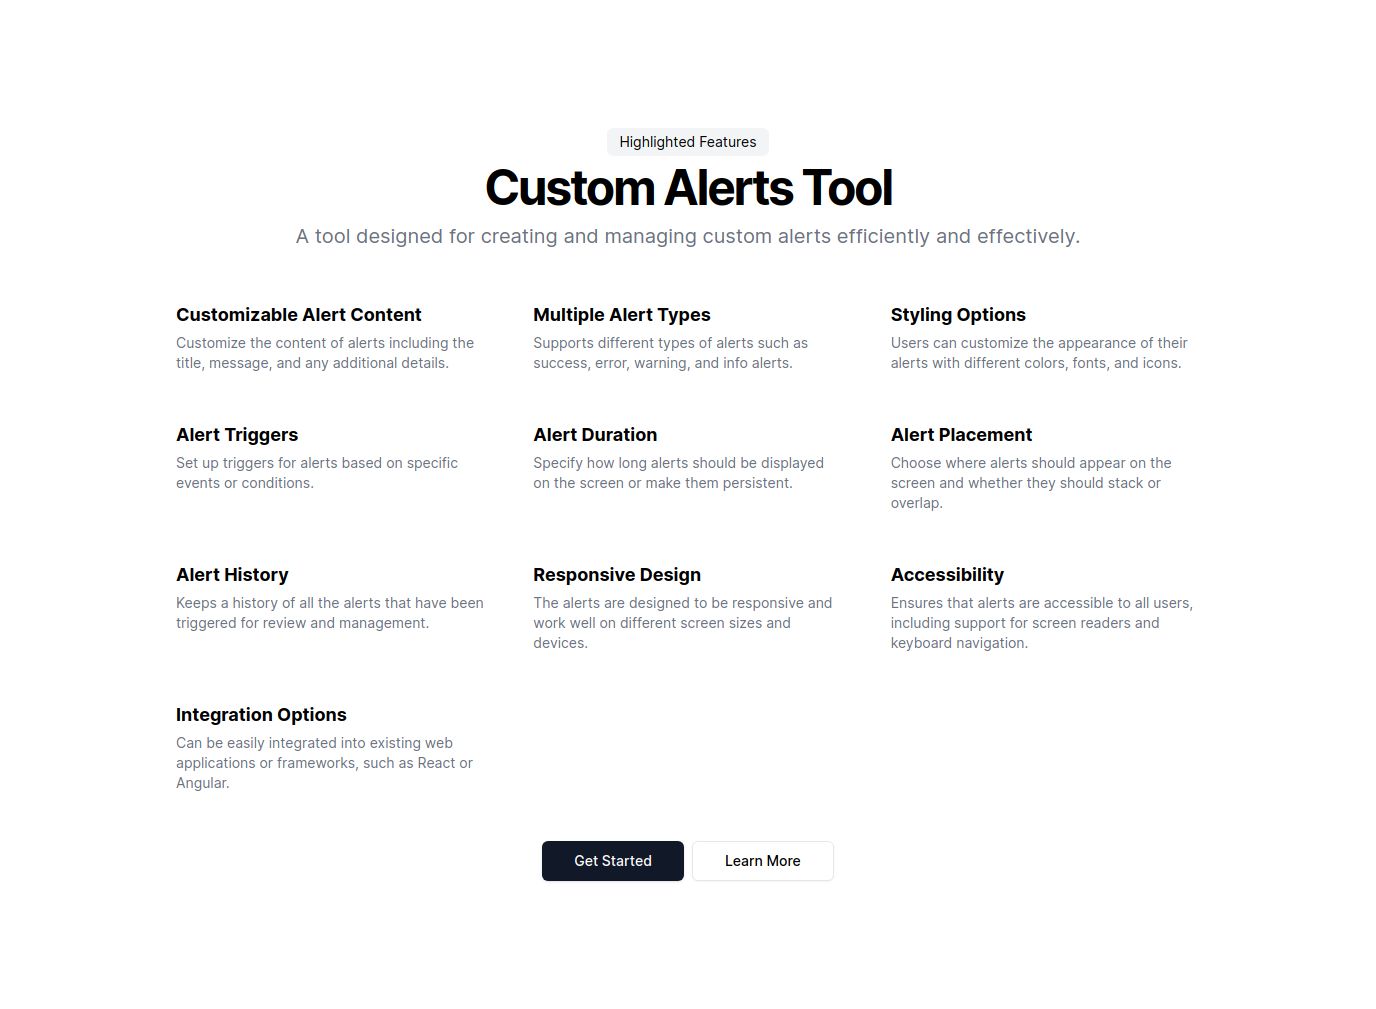 Highlighted Features
Custom Alerts Tool
A tool designed for creating and managing custom alerts efficiently and effectively.
Customizable Alert Content
Customize the content of alerts including the
title, message, and any additional details.
Multiple Alert Types
Supports different types of alerts such as
success, error, warning, and info alerts.
Styling Options
Users can customize the appearance of their
alerts with different colors, fonts, and icons.
Alert Triggers
Set up triggers for alerts based on specific
events or conditions.
Alert Duration
Specify how long alerts should be displayed
on the screen or make them persistent.
Alert Placement
Choose where alerts should appear on the
screen and whether they should stack or
overlap.
Alert History
Keeps a history of all the alerts that have been
triggered for review and management.
Responsive Design
The alerts are designed to be responsive and
work well on different screen sizes and
devices.
Accessibility
Ensures that alerts are accessible to all users,
including support for screen readers and
keyboard navigation.
Integration Options
Can be easily integrated into existing web
applications or frameworks, such as React or
Angular.
Get Started
Learn More